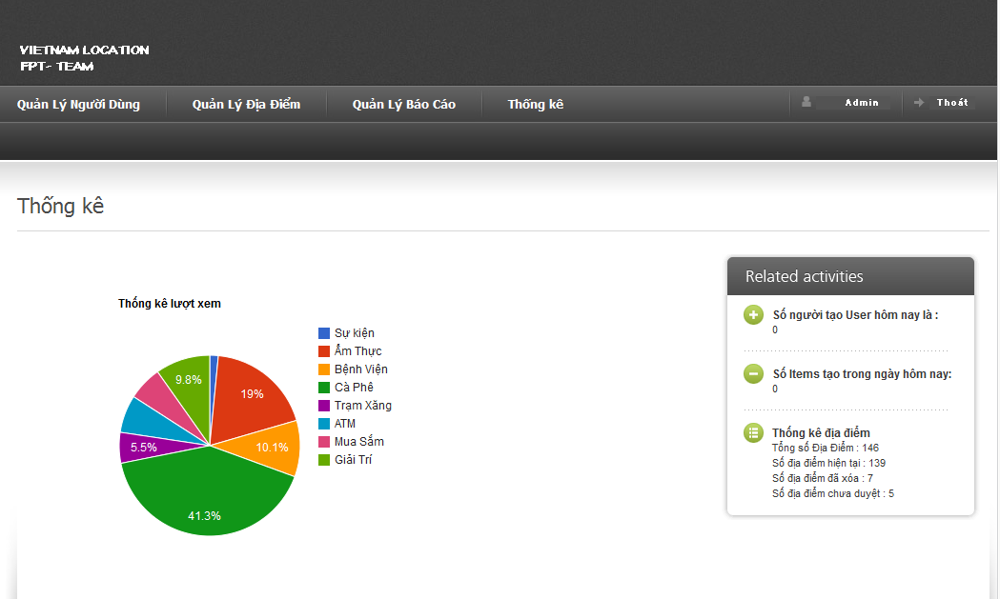 VIETNAM LOCATION
FPT- TEAM
Quản Lý Người Dùng
Quản Lý Địa Điểm
Quản Lý Báo Cáo
Thống kê
Admin
Thoát
Thống kê
Thống kê lượt xem
Sự kiện
Ẩm Thực
Bệnh Viện
Cà Phê
Trạm Xăng
ATM
Mua Sắm
Giải Trí
9.8%
19%
10.1%
5.5%
41.3%
Related activities
Số người tạo User hôm nay là :
0
Số Items tạo trong ngày hôm nay:
0
Thống kê địa điểm
Tổng số Địa Điểm : 146
Số địa điểm hiện tại : 139
Số địa điểm đã xóa : 7
Số địa điểm chưa duyệt : 5